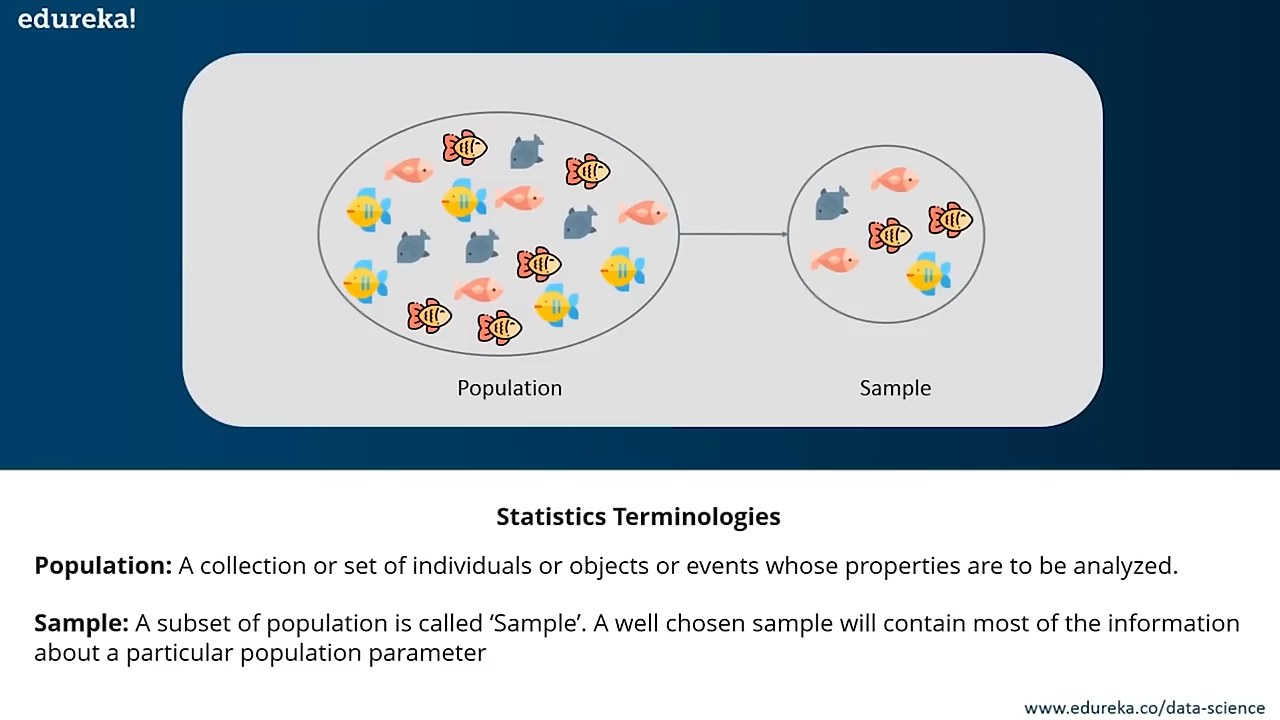 edureka!
Population
Sample
Statistics Terminologies
Population: A collection or set of individuals or objects or events whose properties are to be analyzed.
Sample: A subset of population is called ‘Sample’. A well chosen sample will contain most of the information
about a particular population parameter
www.edureka.co/data-science